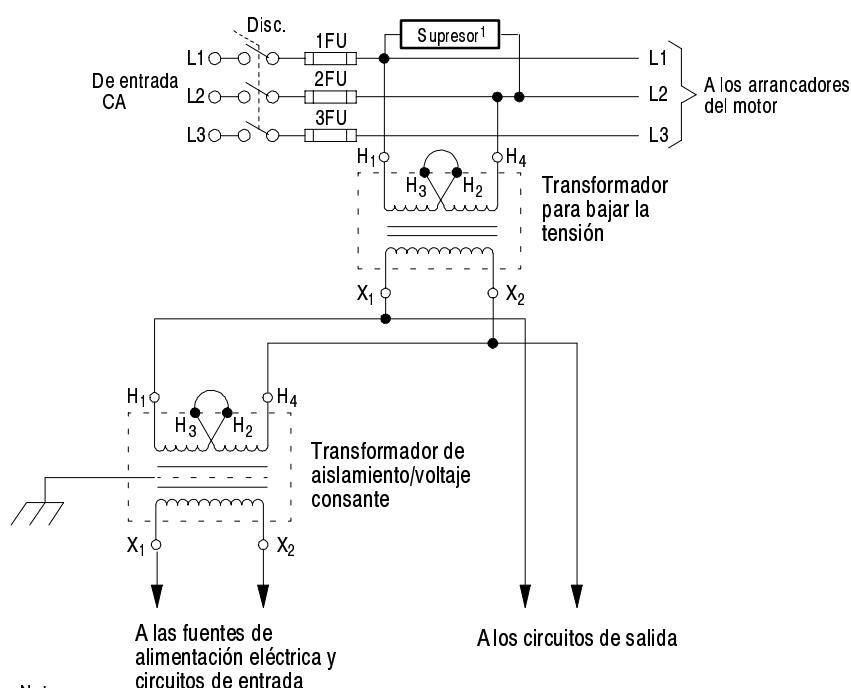 Disc.
1FU
Supresor1
L1
L1
De entrada
CA
2FU
L2
L2
A los arrancadores
del motor
3FU
L3
L3
H1
H3
H2
H4
Transformador
para bajar la
tensión
X1
X2
H1
H3
H2
H4
Transformador de
aislamiento/voltaje
consante
X1
X2
A las fuentes de
alimentación eléctrica y
circuitos de entrada
A los circuitos de salida